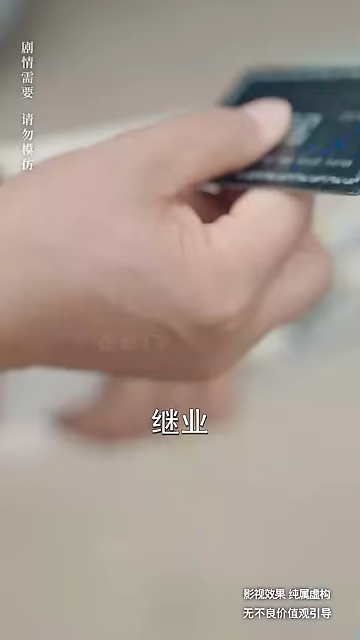 剧情需要 请勿模仿
继业
影视效果 纯属虚构
无不良价值观引导